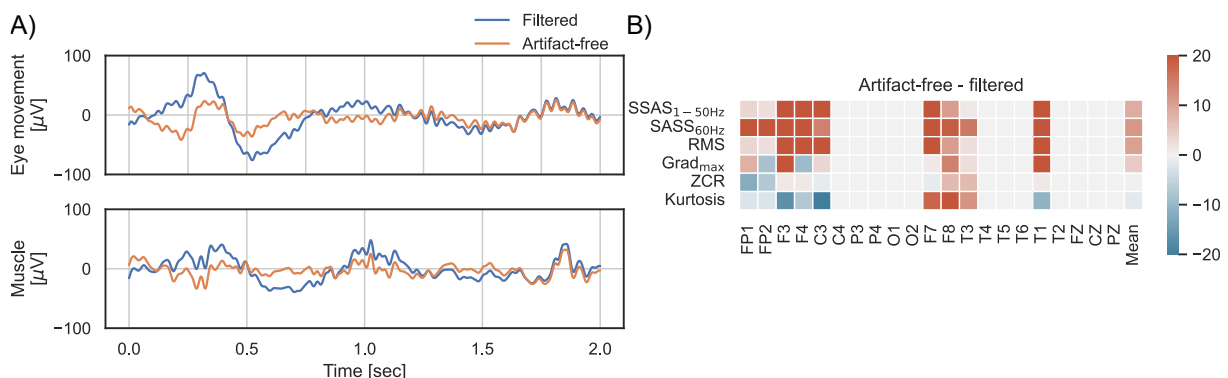 A)
Filtered
Artifact-free
Eye movement
[µV]
100
0
−100
Muscle
[µV]
100
0
−100
0.0 0.5 1.0 1.5 2.0
Time [sec]
B)
Artifact-free - filtered
SSAS1−50Hz
SASS60Hz
RMS
Gradmax
ZCR
Kurtosis
FP1 FP2 F3 F4 C3 C4 P3 P4 O1 O2 F7 F8 T3 T4 T5 T6 T1 T2 FZ CZ PZ Mean
20
10
0
−10
−20